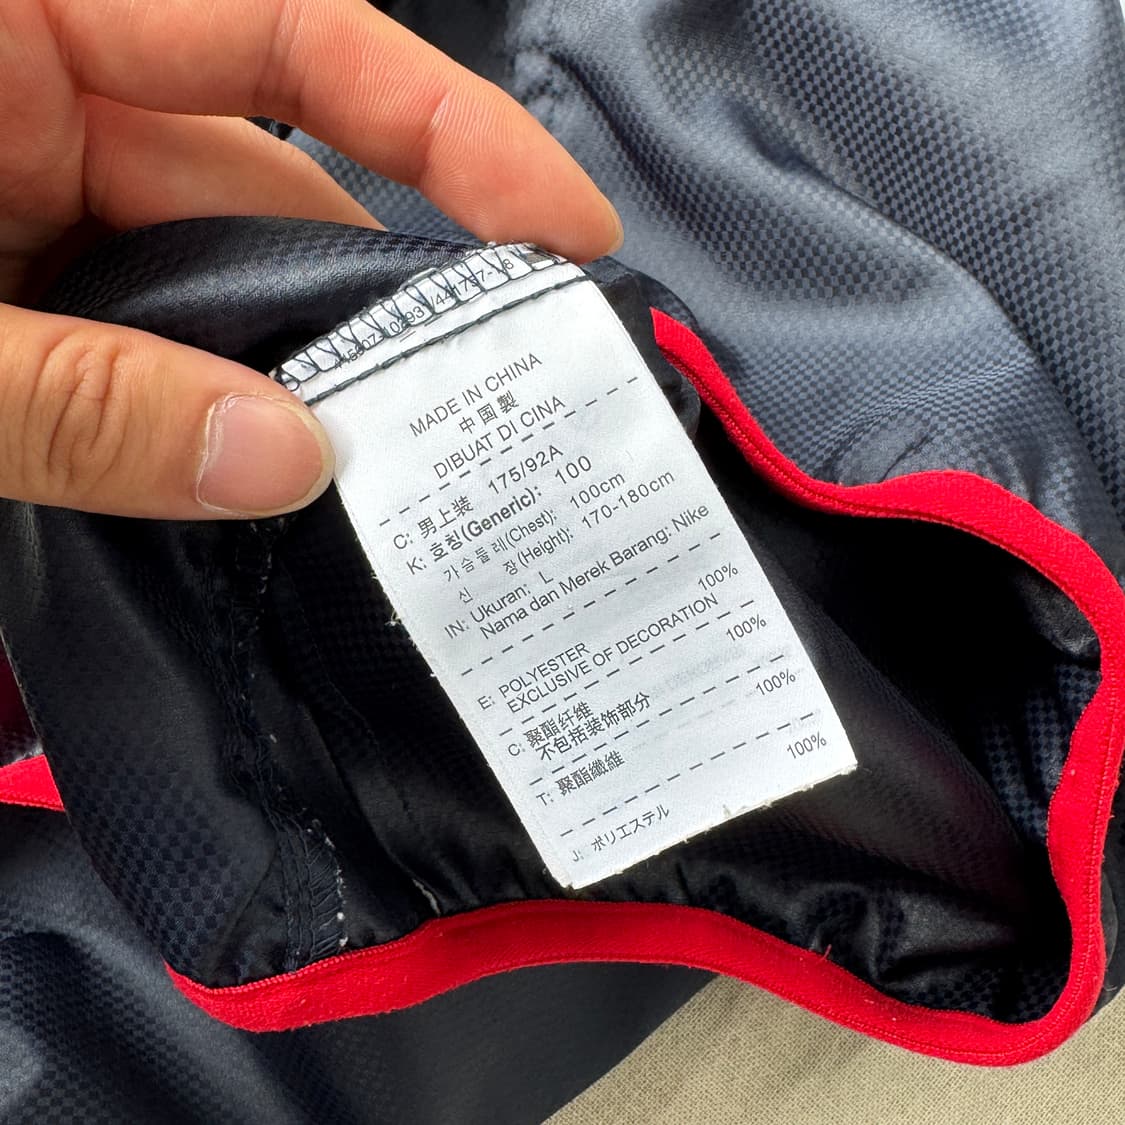 MADE IN CHINA
中国製
DIBUAT DI CINA
C: 男上装 175/92A
K: 호칭(Generic): 100
가슴둘레(Chest): 100cm
신 장(Height): 170-180cm
IN: Ukuran: L
Nama dan Merek Barang: Nike
100%
E: POLYESTER
EXCLUSIVE OF DECORATION
100%
C: 聚酯纤维
不包括装饰部分
100%
T: 聚酯纖維
100%
J: ポリエステル